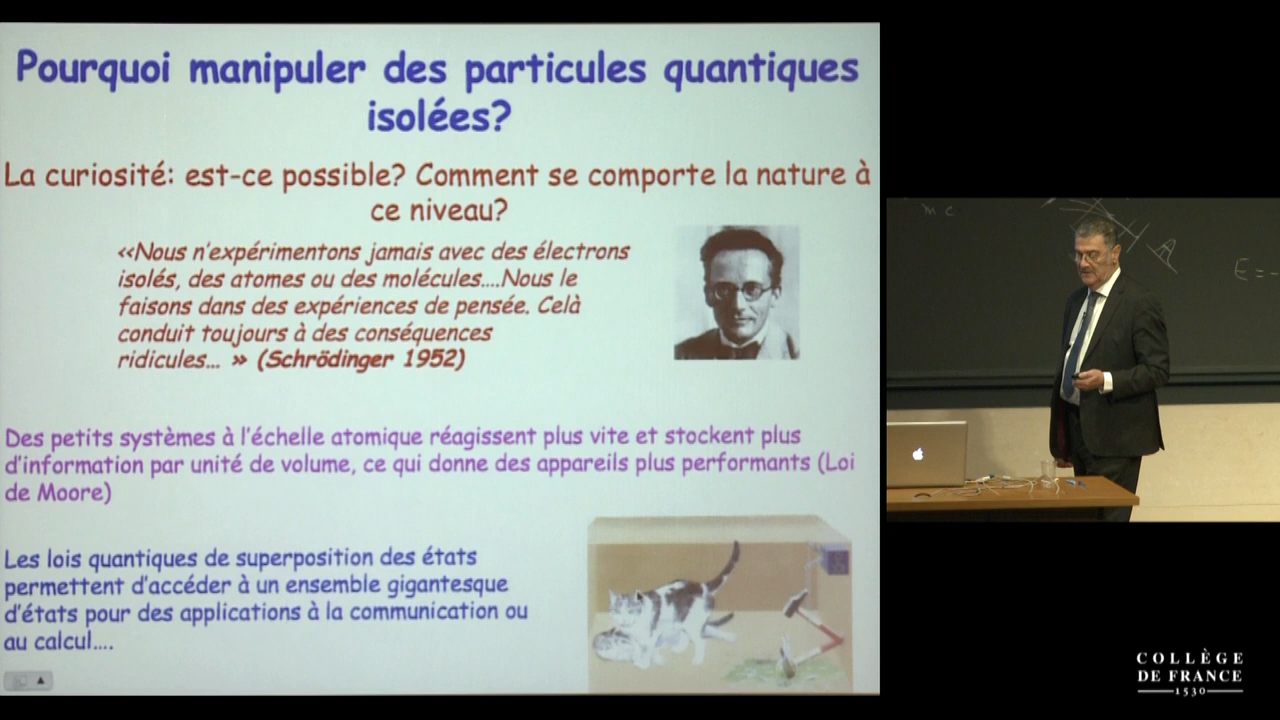 Pourquoi manipuler des particules quantiques
isolées?
La curiosité: est-ce possible? Comment se comporte la nature à
ce niveau?
«Nous n'expérimentons jamais avec des électrons
isolés, des atomes ou des molécules....Nous le
faisons dans des expériences de pensée. Celà
conduit toujours à des conséquences
ridicules... » (Schrödinger 1952)
Des petits systèmes à l'échelle atomique réagissent plus vite et stockent plus
d'information par unité de volume, ce qui donne des appareils plus performants (Loi
de Moore)
Les lois quantiques de superposition des états
permettent d'accéder à un ensemble gigantesque
d'états pour des applications à la communication ou
au calcul....
m c
E = -
COLLÈGE
DE FRANCE
1530